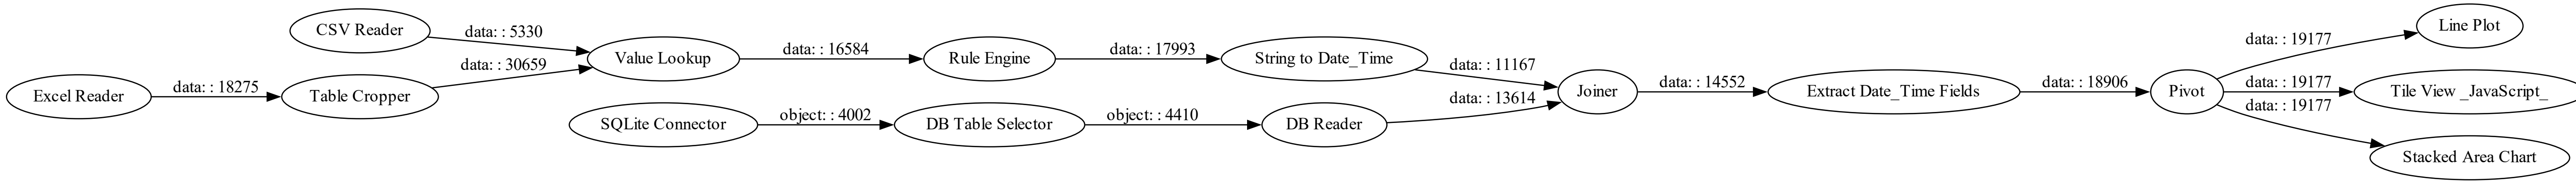 CSV Reader
data: : 5330
Excel Reader
data: : 18275
Table Cropper
data: : 30659
Value Lookup
data: : 16584
Rule Engine
data: : 17993
String to Date_Time
data: : 11167
SQLite Connector
object: : 4002
DB Table Selector
object: : 4410
DB Reader
data: : 13614
Joiner
data: : 14552
Extract Date_Time Fields
data: : 18906
Pivot
data: : 19177
Line Plot
data: : 19177
Tile View _JavaScript_
data: : 19177
Stacked Area Chart